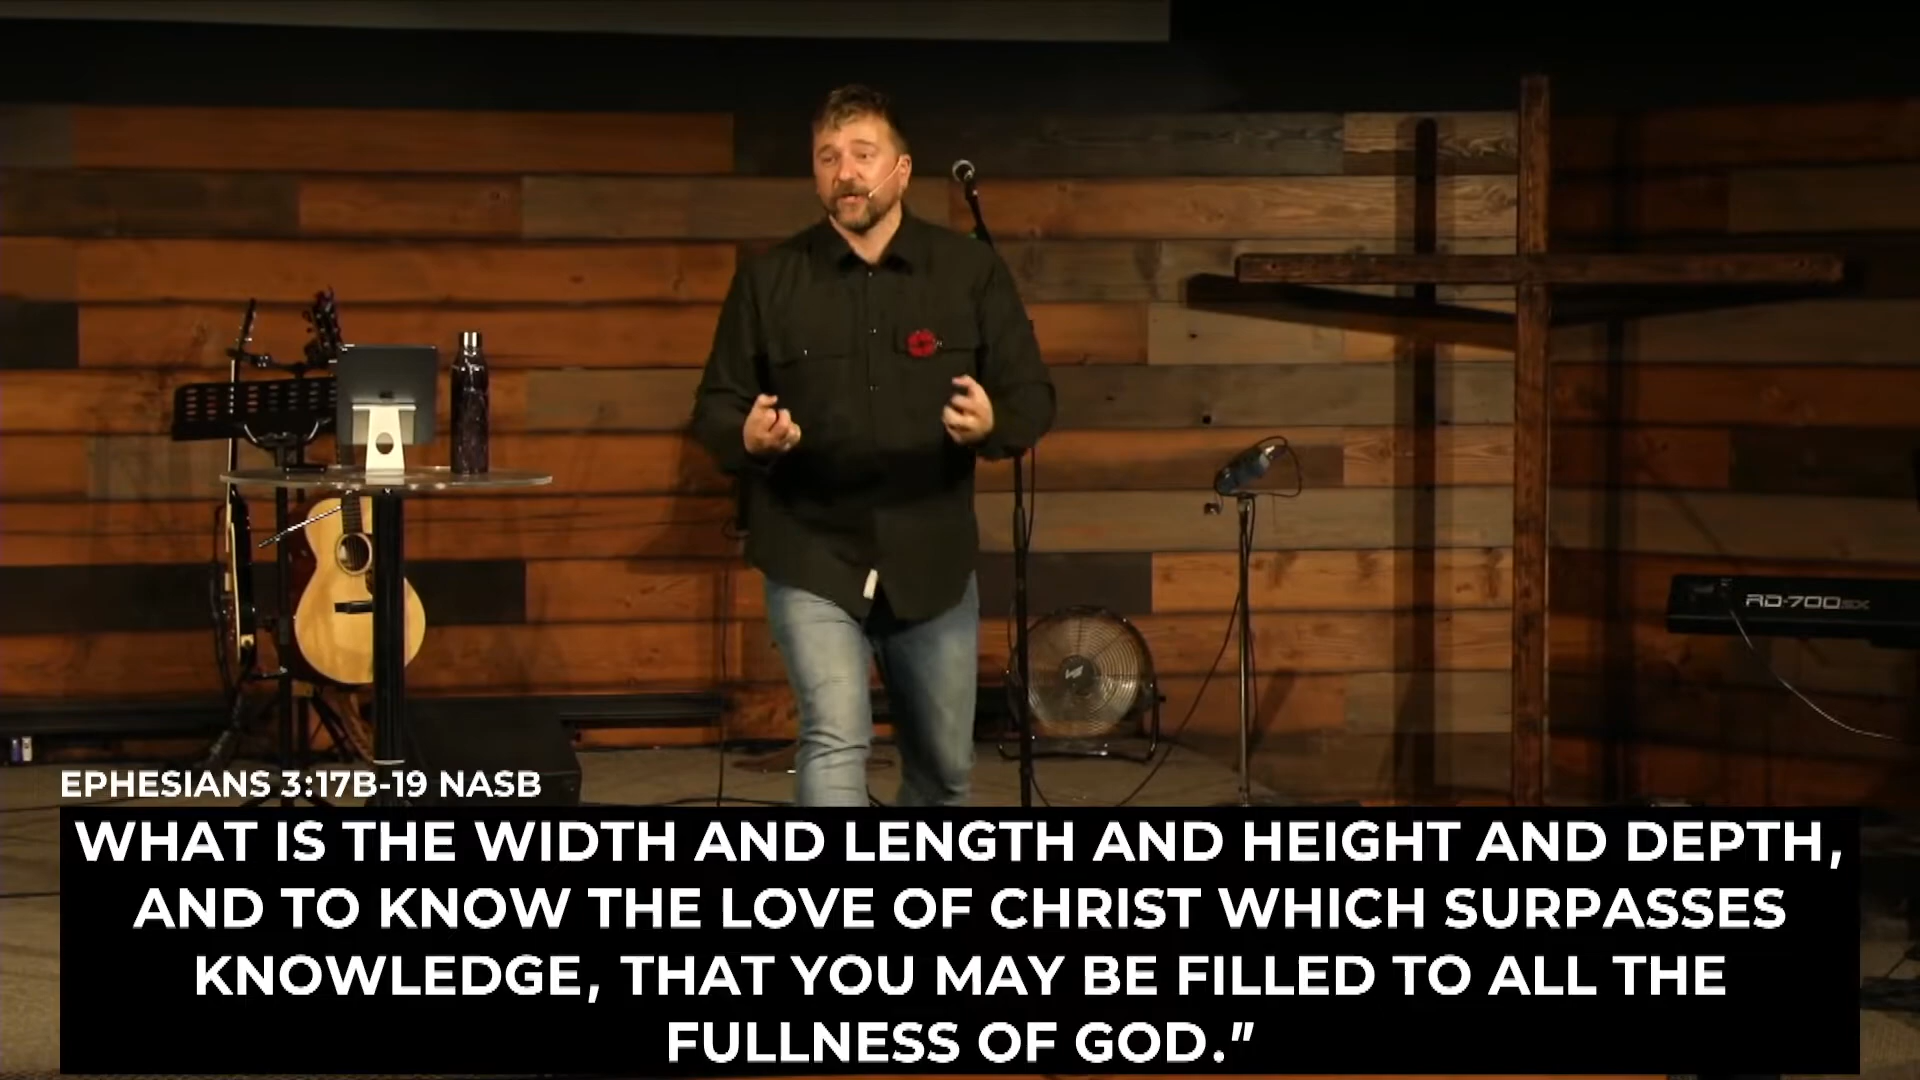 RD-700SX
EPHESIANS 3:17B-19 NASB
WHAT IS THE WIDTH AND LENGTH AND HEIGHT AND DEPTH,
AND TO KNOW THE LOVE OF CHRIST WHICH SURPASSES
KNOWLEDGE, THAT YOU MAY BE FILLED TO ALL THE
FULLNESS OF GOD.”